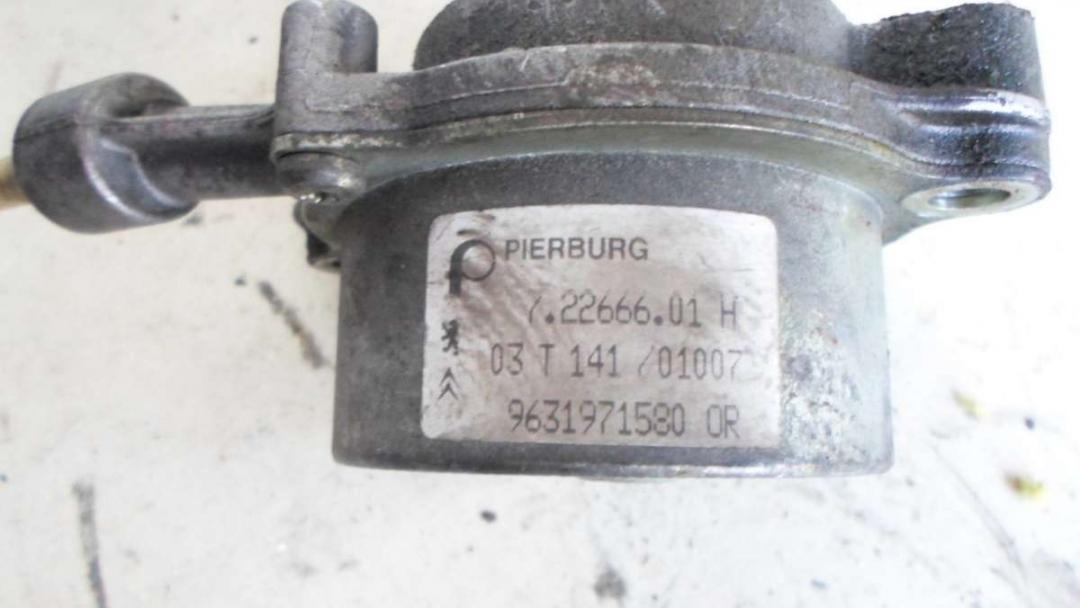 PIERBURG
7.22666.01 H
03 T 141 /01007
9631971580 OR